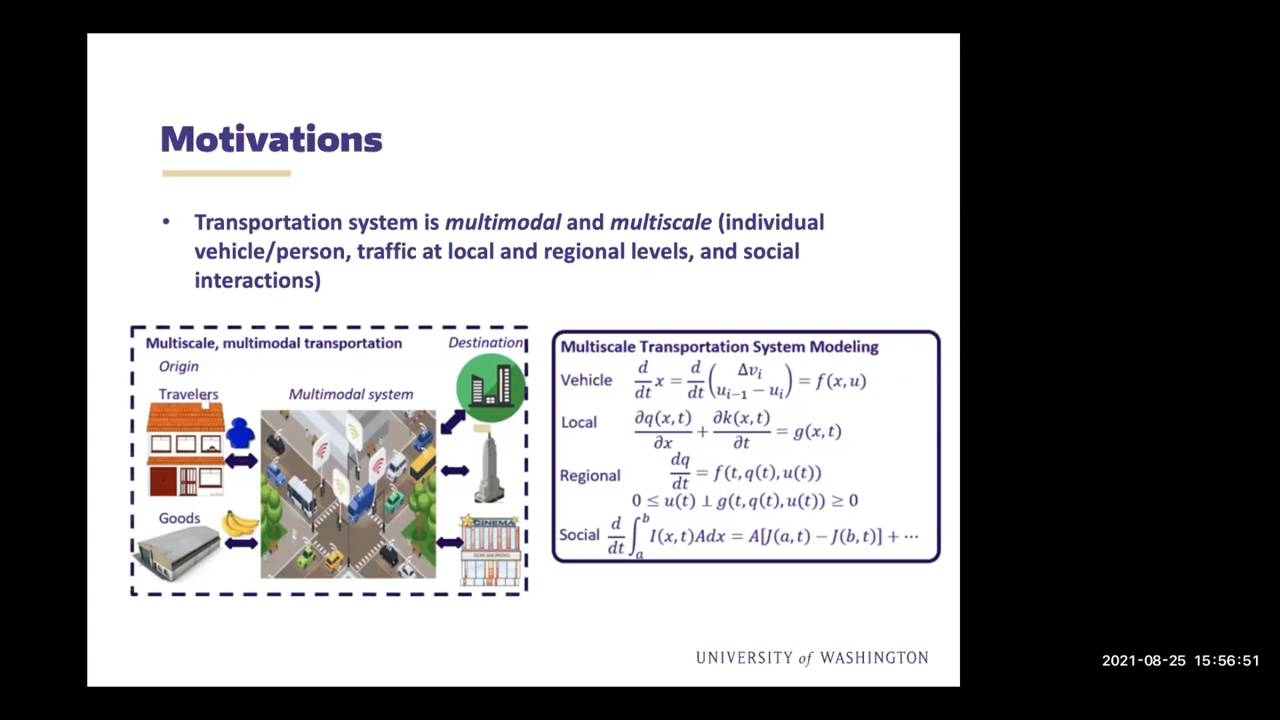 Motivations
• Transportation system is multimodal and multiscale (individual
vehicle/person, traffic at local and regional levels, and social
interactions)
Multiscale, multimodal transportation
Origin
Destination
Travelers
Multimodal system
Goods
CINEMA
Multiscale Transportation System Modeling
Vehicle d/dt x = d/dt (Δv_i / u_{i−1} − u_i) = f(x, u)
Local ∂q(x, t)/∂x + ∂k(x, t)/∂t = g(x, t)
Regional dq/dt = f(t, q(t), u(t))
0 ≤ u(t) ⊥ g(t, q(t), u(t)) ≥ 0
Social d/dt ∫_a^b I(x, t)Adx = A[J(a, t) − J(b, t)] + ⋯
UNIVERSITY of WASHINGTON
2021-08-25 15:56:51